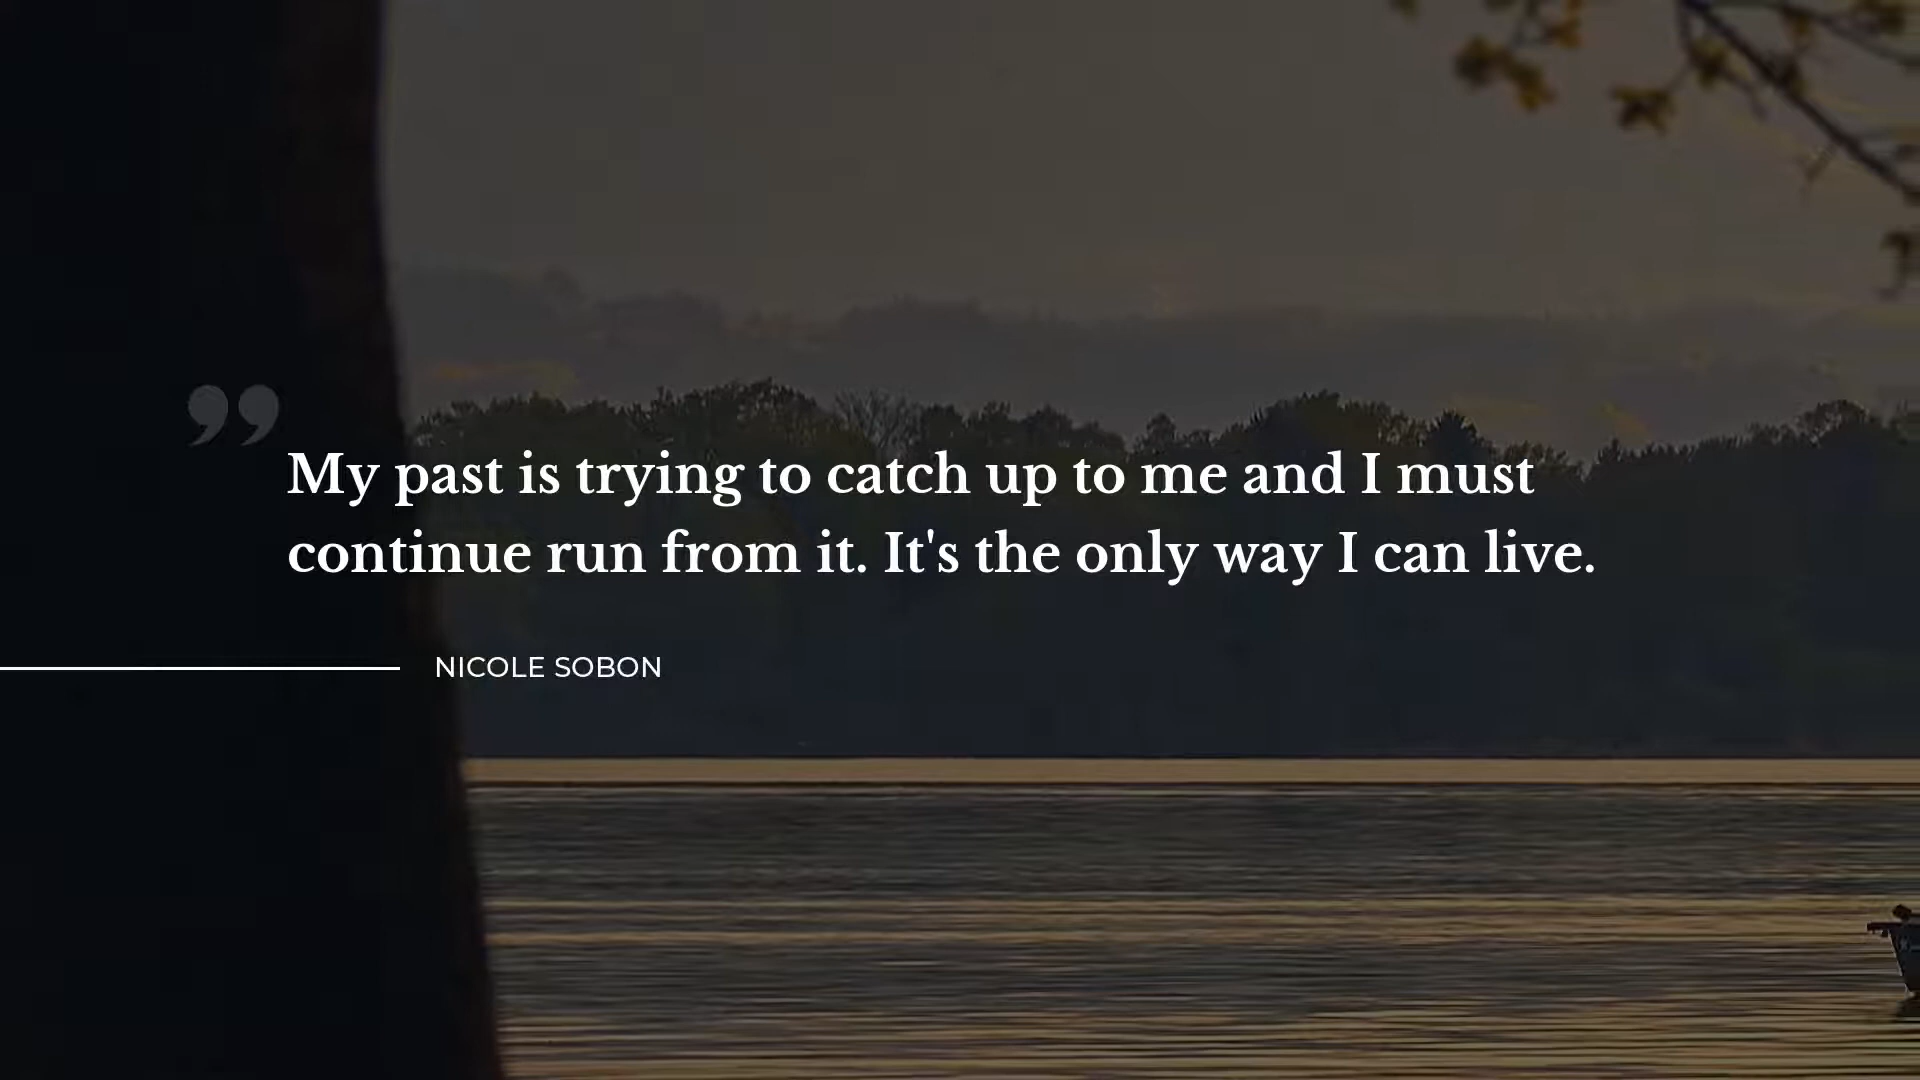 ”
My past is trying to catch up to me and I must
continue run from it. It's the only way I can live.
NICOLE SOBON